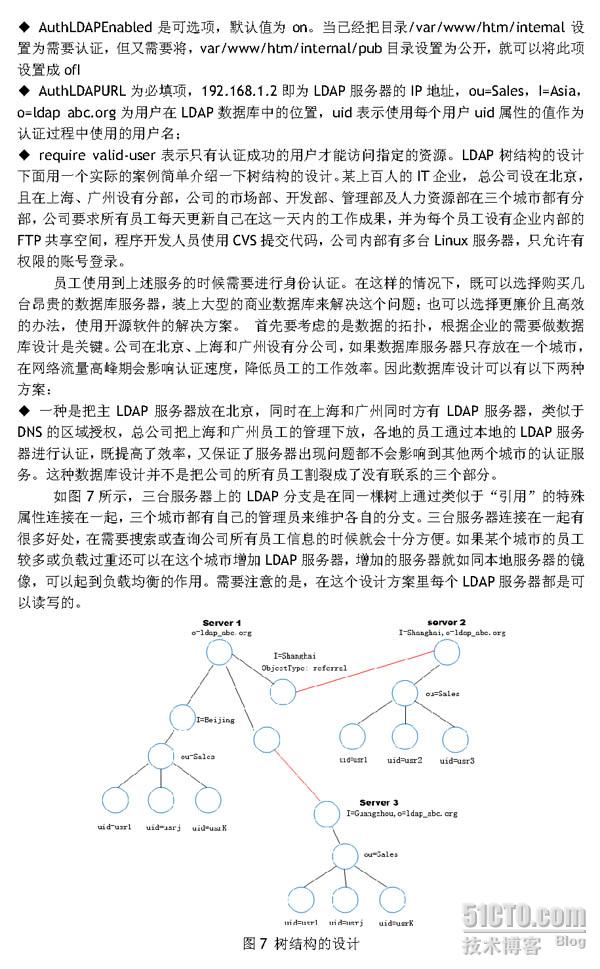 ◆ AuthLDAPEnabled 是可选项，默认值为 on。当己经把目录/var/www/htm/intemal 设
置为需要认证，但又需要将，var/www/htm/internal/pub 目录设置为公开，就可以将此项
设置成 ofl
◆ AuthLDAPURL 为必填项，192.168.1.2 即为 LDAP 服务器的 IP 地址，ou=Sales，I=Asia，
o=ldap abc.org 为用户在 LDAP 数据库中的位置，uid 表示使用每个用户 uid 属性的值作为
认证过程中使用的用户名；
◆ require valid-user 表示只有认证成功的用户才能访问指定的资源。LDAP 树结构的设计
下面用一个实际的案例简单介绍一下树结构的设计。某上百人的 IT 企业， 总公司设在北京，
且在上海、广州设有分部，公司的市场部、开发部、管理部及人力资源部在三个城市都有分
部，公司要求所有员工每天更新自己在这一天内的工作成果，并为每个员工设有企业内部的
FTP 共享空间，程序开发人员使用 CVS 提交代码，公司内部有多台 Linux 服务器，只允许有
权限的账号登录。
员工使用到上述服务的时候需要进行身份认证。在这样的情况下，既可以选择购买几
台昂贵的数据库服务器，装上大型的商业数据库来解决这个问题；也可以选择更廉价且高效
的办法，使用开源软件的解决方案。 首先要考虑的是数据的拓扑，根据企业的需要做数据
库设计是关键。公司在北京、上海和广州设有分公司，如果数据库服务器只存放在一个城市，
在网络流量高峰期会影响认证速度，降低员工的工作效率。因此数据库设计可以有以下两种
方案：
◆ 一种是把主 LDAP 服务器放在北京，同时在上海和广州同时方有 LDAP 服务器，类似于
DNS 的区域授权，总公司把上海和广州员工的管理下放，各地的员工通过本地的 LDAP 服务
器进行认证，既提高了效率，又保证了服务器出现问题都不会影响到其他两个城市的认证服
务。这种数据库设计并不是把公司的所有员工割裂成了没有联系的三个部分。
如图 7 所示，三台服务器上的 LDAP 分支是在同一棵树上通过类似于“引用”的特殊
属性连接在一起，三个城市都有自己的管理员来维护各自的分支。三台服务器连接在一起有
很多好处，在需要搜索或查询公司所有员工信息的时候就会十分方便。如果某个城市的员工
较多或负载过重还可以在这个城市增加 LDAP 服务器，增加的服务器就如同本地服务器的镜
像，可以起到负载均衡的作用。需要注意的是，在这个设计方案里每个 LDAP 服务器都是可
以读写的。
Server 1
o-ldap_abc.org
server 2
I-Shanghai,o-ldap_abc.org
I=Shanghai
ObjectType: referral
I=Beijing
ou=Sales
ou-Sales
uid=usr1 uid=usr2 uid=usr3
Server 3
I=Guangzhou,o=ldap_abc.org
uid=usr1 uid=usrj uid=usrK
ou=Sales
uid=usr1 uid=usrj uid=usrK
图 7 树结构的设计
51CTO.com
技术博客 Blog